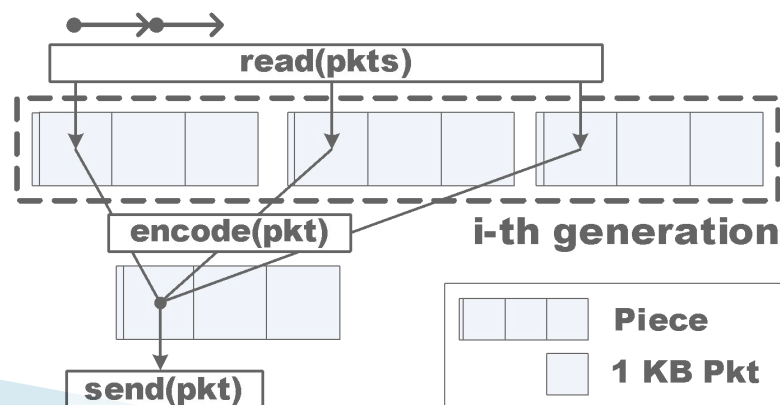 read(pkts)
encode(pkt)
i-th generation
Piece
1 KB Pkt
send(pkt)